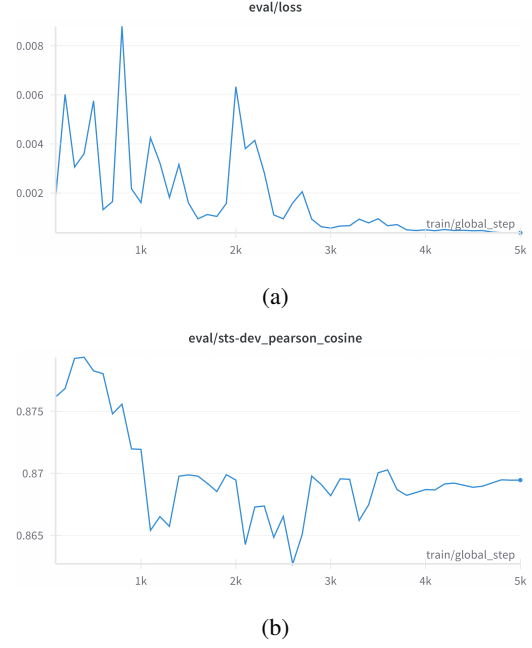 eval/loss
0.008
0.006
0.004
0.002
train/global_step
1k 2k 3k 4k 5k
(a)
eval/sts-dev_pearson_cosine
0.875
0.87
0.865
train/global_step
1k 2k 3k 4k 5k
(b)